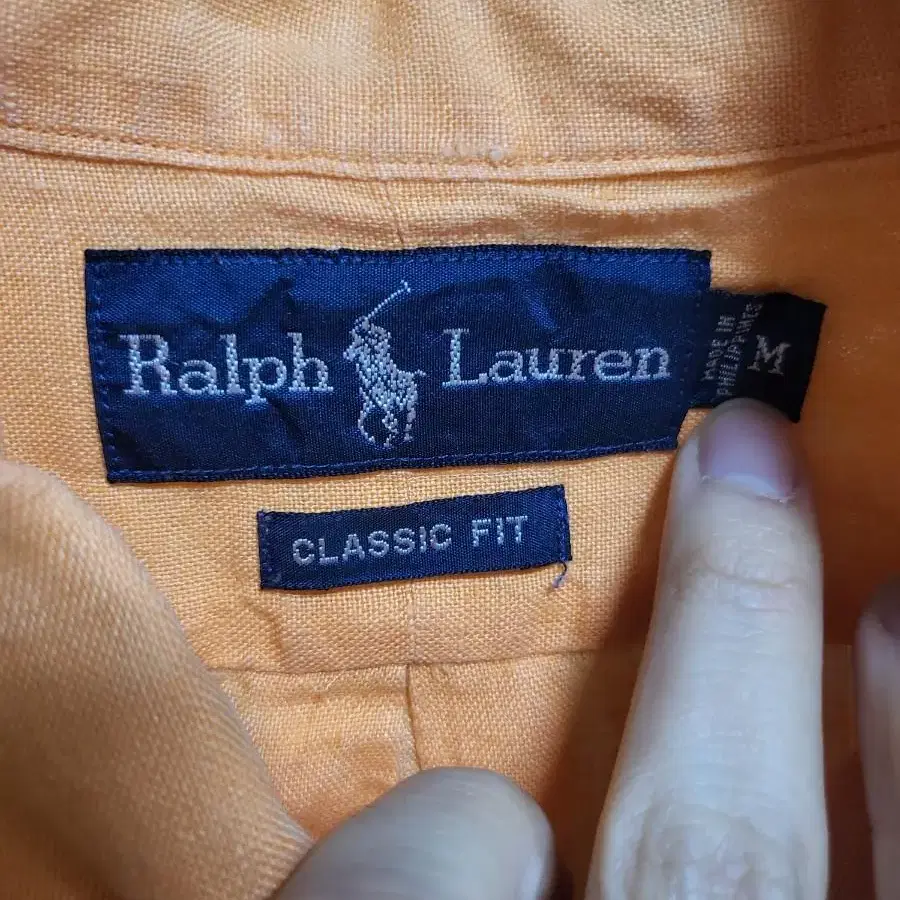 Ralph Lauren
MADE IN
PHILIPPINES
M
CLASSIC FIT